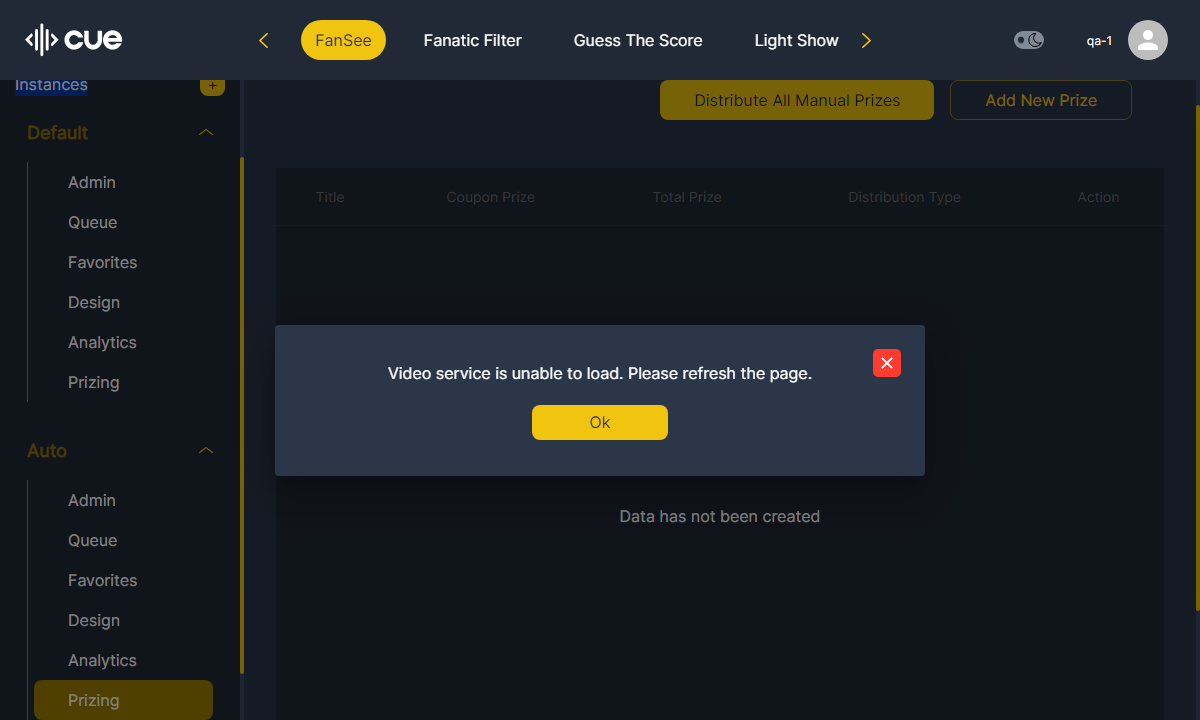 cue
FanSee
Fanatic Filter
Guess The Score
Light Show
qa-1
Instances
+
Distribute All Manual Prizes
Add New Prize
Default
Admin
Queue
Favorites
Design
Analytics
Prizing
Title
Coupon Prize
Total Prize
Distribution Type
Action
Video service is unable to load. Please refresh the page.
Ok
Data has not been created
Auto
Admin
Queue
Favorites
Design
Analytics
Prizing